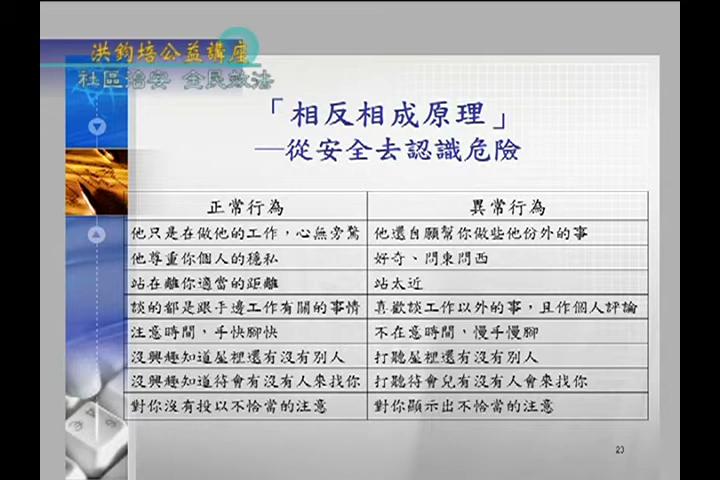 洪鈞培公益講座
社區治安 全民效法
「相反相成原理」
─從安全去認識危險
正常行為 異常行為
他只是在做他的工作，心無旁騖 他還自願幫你做些他份外的事
他尊重你個人的穩私 好奇、問東問西
站在離你適當的距離 站太近
談的都是跟手邊工作有關的事情 喜歡談工作以外的事，且作個人評論
注意時間，手快腳快 不在意時間，慢手慢腳
沒興趣知道屋裡還有沒有別人 打聽屋裡還有沒有別人
沒興趣知道待會有沒有人來找你 打聽待會兒有沒有人會來找你
對你沒有投以不恰當的注意 對你顯示出不恰當的注意
23